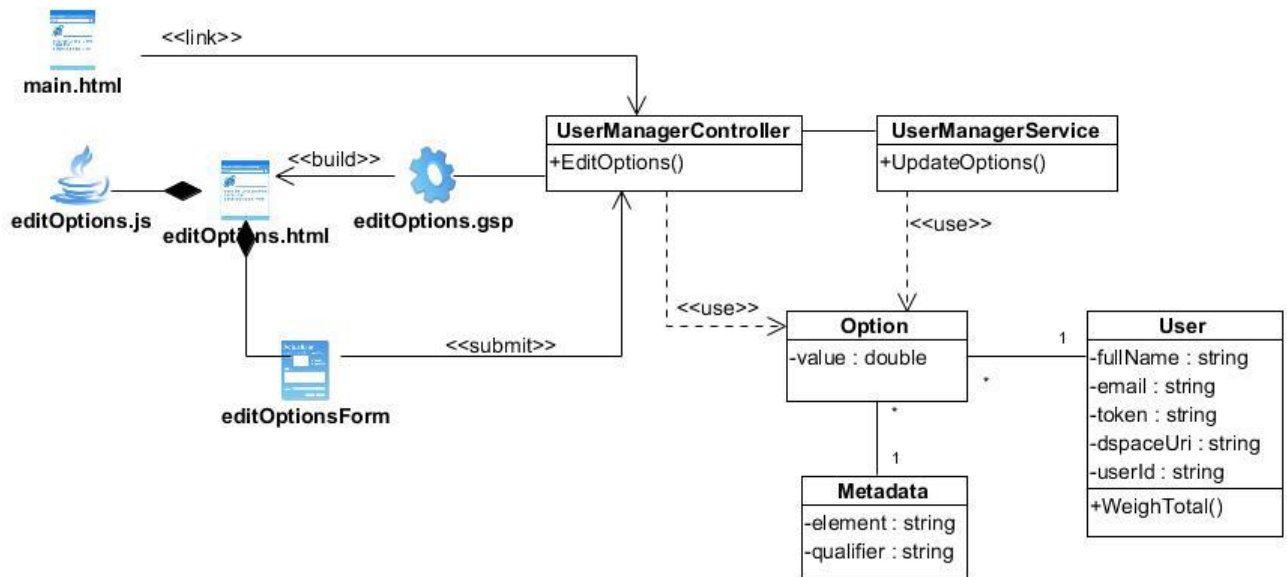 <<link>>
main.html
UserManagerController
+EditOptions()
UserManagerService
+UpdateOptions()
<<build>>
editOptions.js
editOptions.html
editOptions.gsp
<<use>>
<<use>>
<<submit>>
editOptionsForm
Option
-value : double
1
*
User
-fullName : string
-email : string
-token : string
-dspaceUri : string
-userId : string
+WeighTotal()
*
1
Metadata
-element : string
-qualifier : string